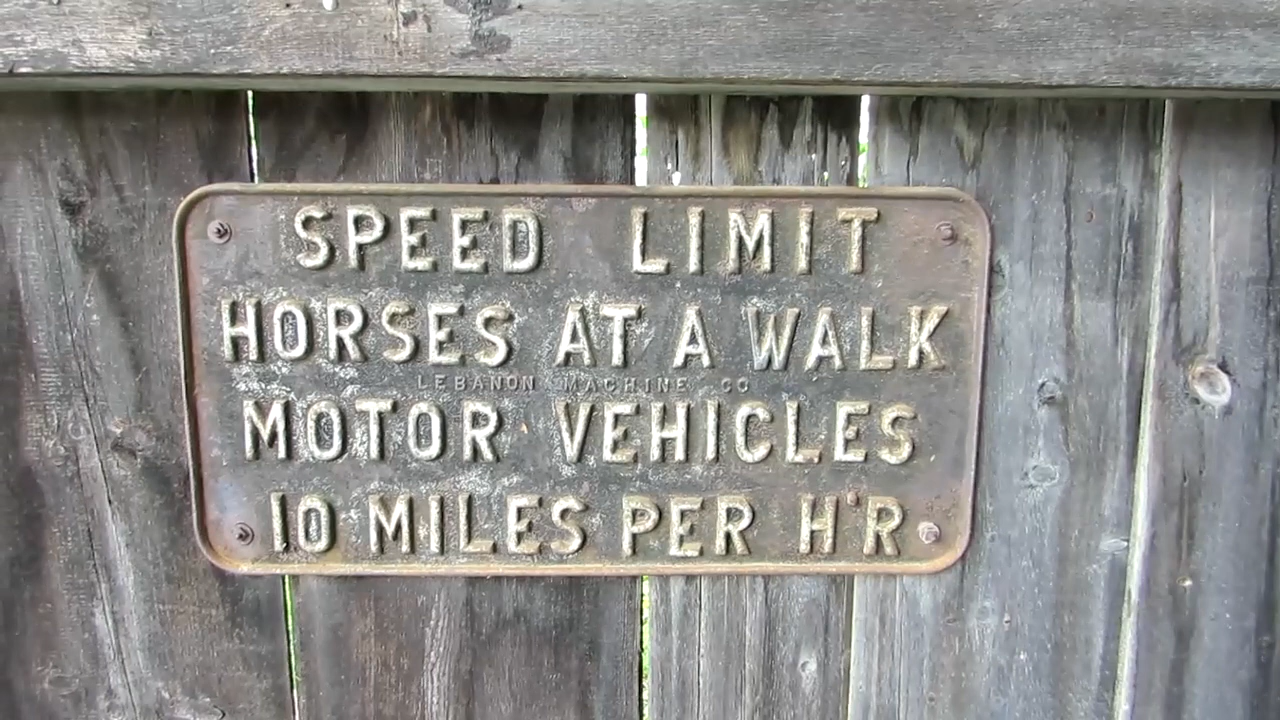 SPEED LIMIT
HORSES AT A WALK
LEBANON MACHINE CO
MOTOR VEHICLES
10 MILES PER H'R